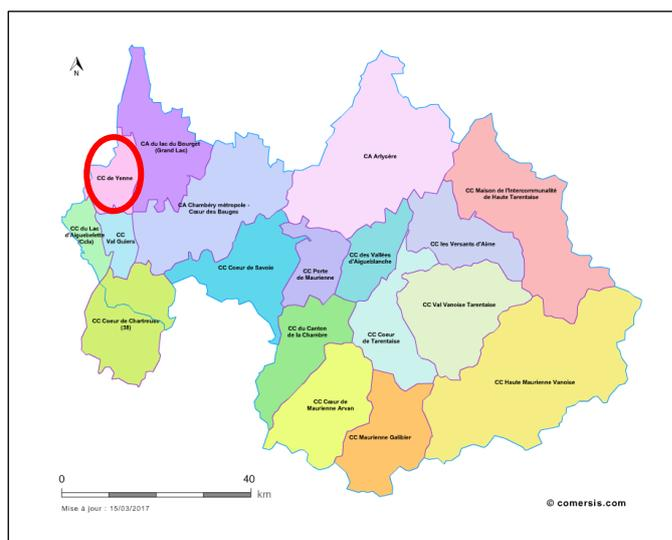 N
CA du lac du Bourget
(Grand Lac)
CA Arlysère
CC de Yenne
CC Maison de l'Intercommunalité
de Haute Tarentaise
CA Chambéry métropole -
Cœur des Bauges
CC du Lac
d'Aiguebelette
(Ccla)
CC
Val Guiers
CC les Versants d'Aime
CC des Vallées
d'Aigueblanche
CC Coeur de Savoie
CC Porte
de Maurienne
CC Val Vanoise Tarentaise
CC Coeur de Chartreuse
(38)
CC du Canton
de la Chambre
CC Coeur
de Tarentaise
CC Haute Maurienne Vanoise
CC Cœur de
Maurienne Arvan
CC Maurienne Galibier
0 40
km
Mise à jour : 15/03/2017
© comersis.com